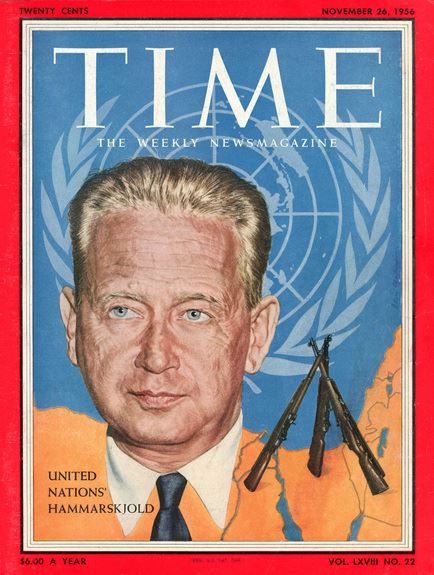 TWENTY CENTS
NOVEMBER 26, 1956
TIME
THE WEEKLY NEWSMAGAZINE
UNITED
NATIONS'
HAMMARSKJOLD
$6.00 A YEAR
VOL. LXVIII NO. 22